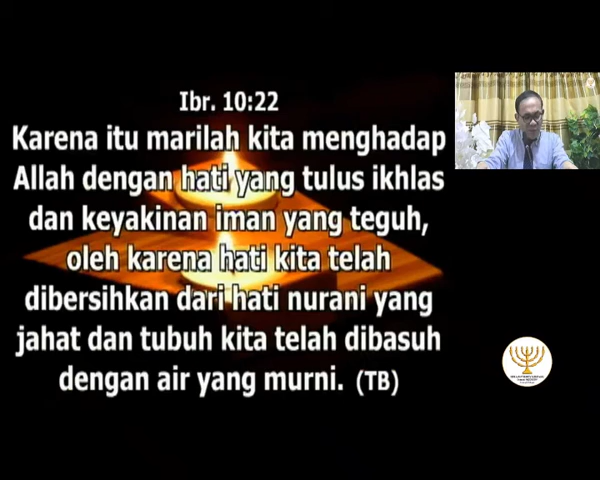 Ibr. 10:22
Karena itu marilah kita menghadap
Allah dengan hati yang tulus ikhlas
dan keyakinan iman yang teguh,
oleh karena hati kita telah
dibersihkan dari hati nurani yang
jahat dan tubuh kita telah dibasuh
dengan air yang murni. (TB)